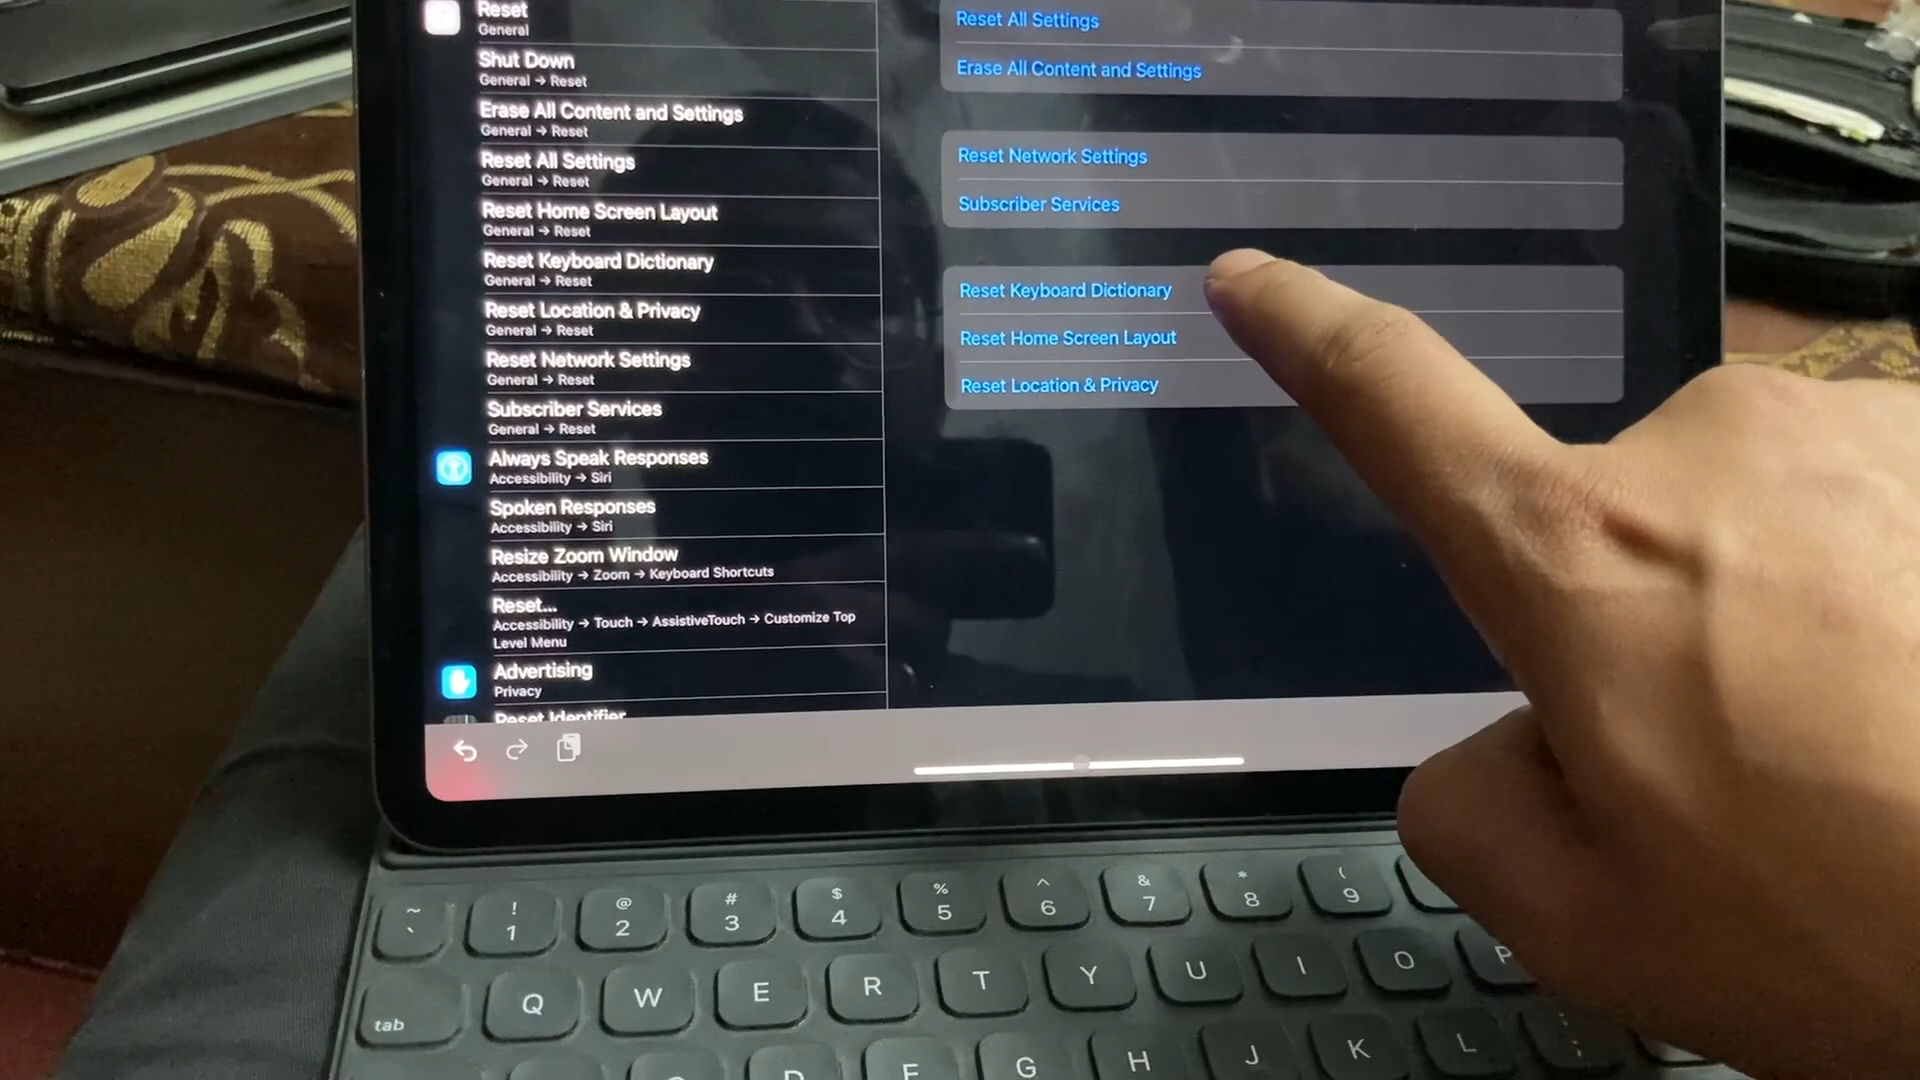 Reset
General
Shut Down
General → Reset
Erase All Content and Settings
General → Reset
Reset All Settings
General → Reset
Reset Home Screen Layout
General → Reset
Reset Keyboard Dictionary
General → Reset
Reset Location & Privacy
General → Reset
Reset Network Settings
General → Reset
Subscriber Services
General → Reset
Always Speak Responses
Accessibility → Siri
Spoken Responses
Accessibility → Siri
Resize Zoom Window
Accessibility → Zoom → Keyboard Shortcuts
Reset...
Accessibility → Touch → AssistiveTouch → Customize Top
Level Menu
Advertising
Privacy
Reset Identifier
Reset All Settings
Erase All Content and Settings
Reset Network Settings
Subscriber Services
Reset Keyboard Dictionary
Reset Home Screen Layout
Reset Location & Privacy
~ ! @ # $ % ^ & * (
` 1 2 3 4 5 6 7 8 9
tab Q W E R T Y U I O P
D F G H J K L